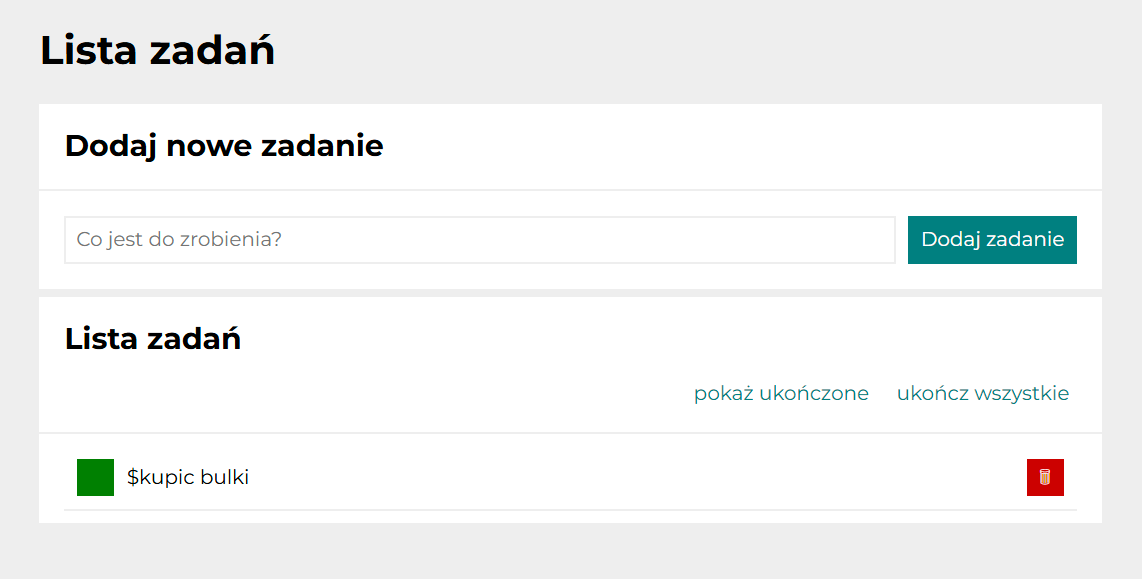 Lista zadań
Dodaj nowe zadanie
Co jest do zrobienia?
Dodaj zadanie
Lista zadań
pokaż ukończone
ukończ wszystkie
$kupic bulki